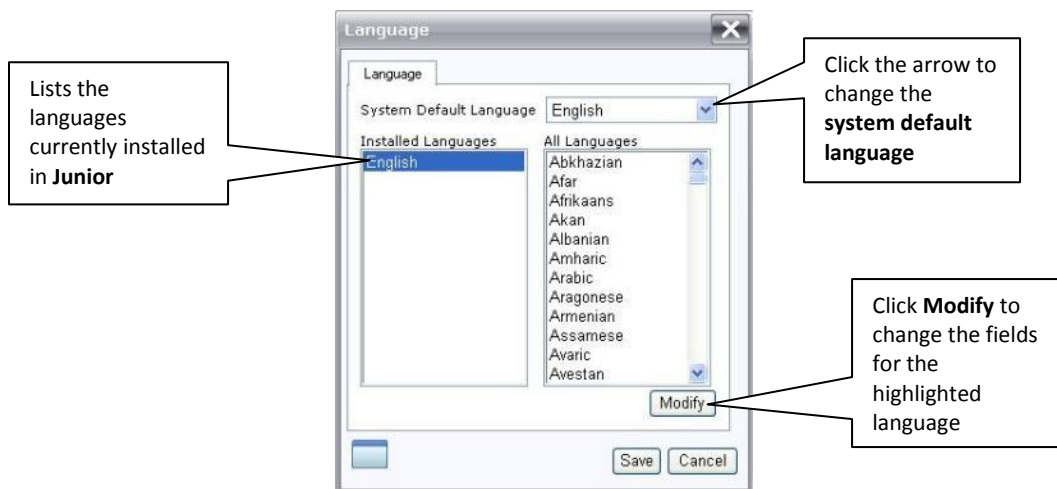 Language
Lists the
languages
currently installed
in Junior
Language
System Default Language English
Installed Languages
English
All Languages
Abkhazian
Afar
Afrikaans
Akan
Albanian
Amharic
Arabic
Aragonese
Armenian
Assamese
Avaric
Avestan
Modify
Save Cancel
Click the arrow to
change the
system default
language
Click Modify to
change the fields
for the
highlighted
language